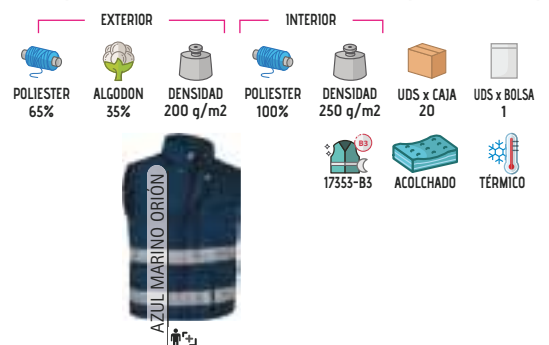 EXTERIOR
INTERIOR
POLIESTER
65%
ALGODON
35%
DENSIDAD
200 g/m2
POLIESTER
100%
DENSIDAD
250 g/m2
UDS x CAJA
20
UDS x BOLSA
1
B3
17353-B3
ACOLCHADO
TÉRMICO
AZUL MARINO ORIÓN